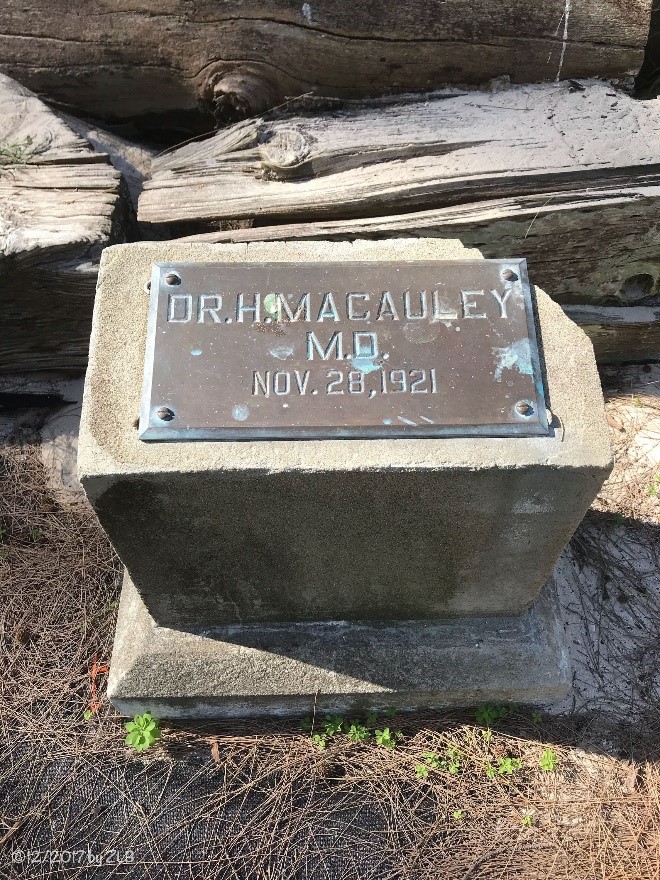 DR. H. MACAULEY
M.D.
NOV. 28, 1921
©12/2017 by ZLB